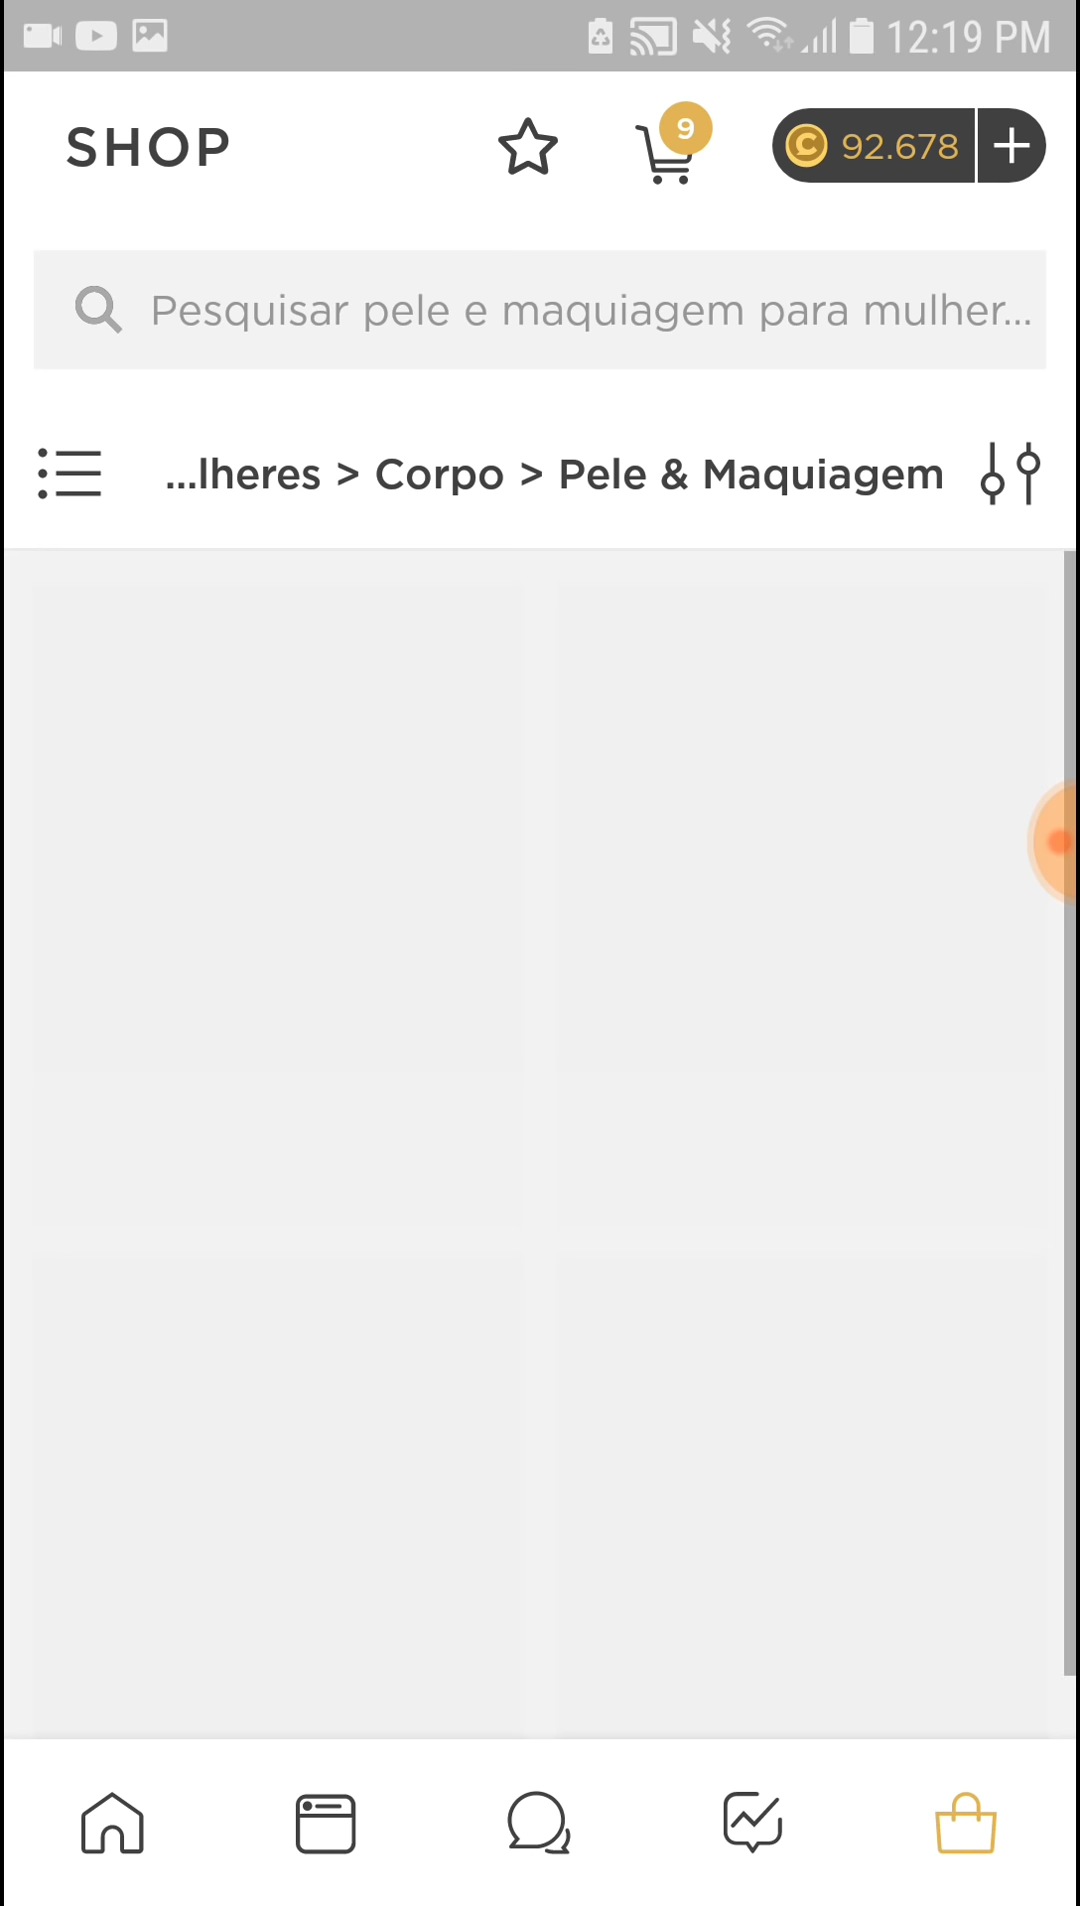 12:19 PM
SHOP
9
92.678
Pesquisar pele e maquiagem para mulher...
...lheres > Corpo > Pele & Maquiagem